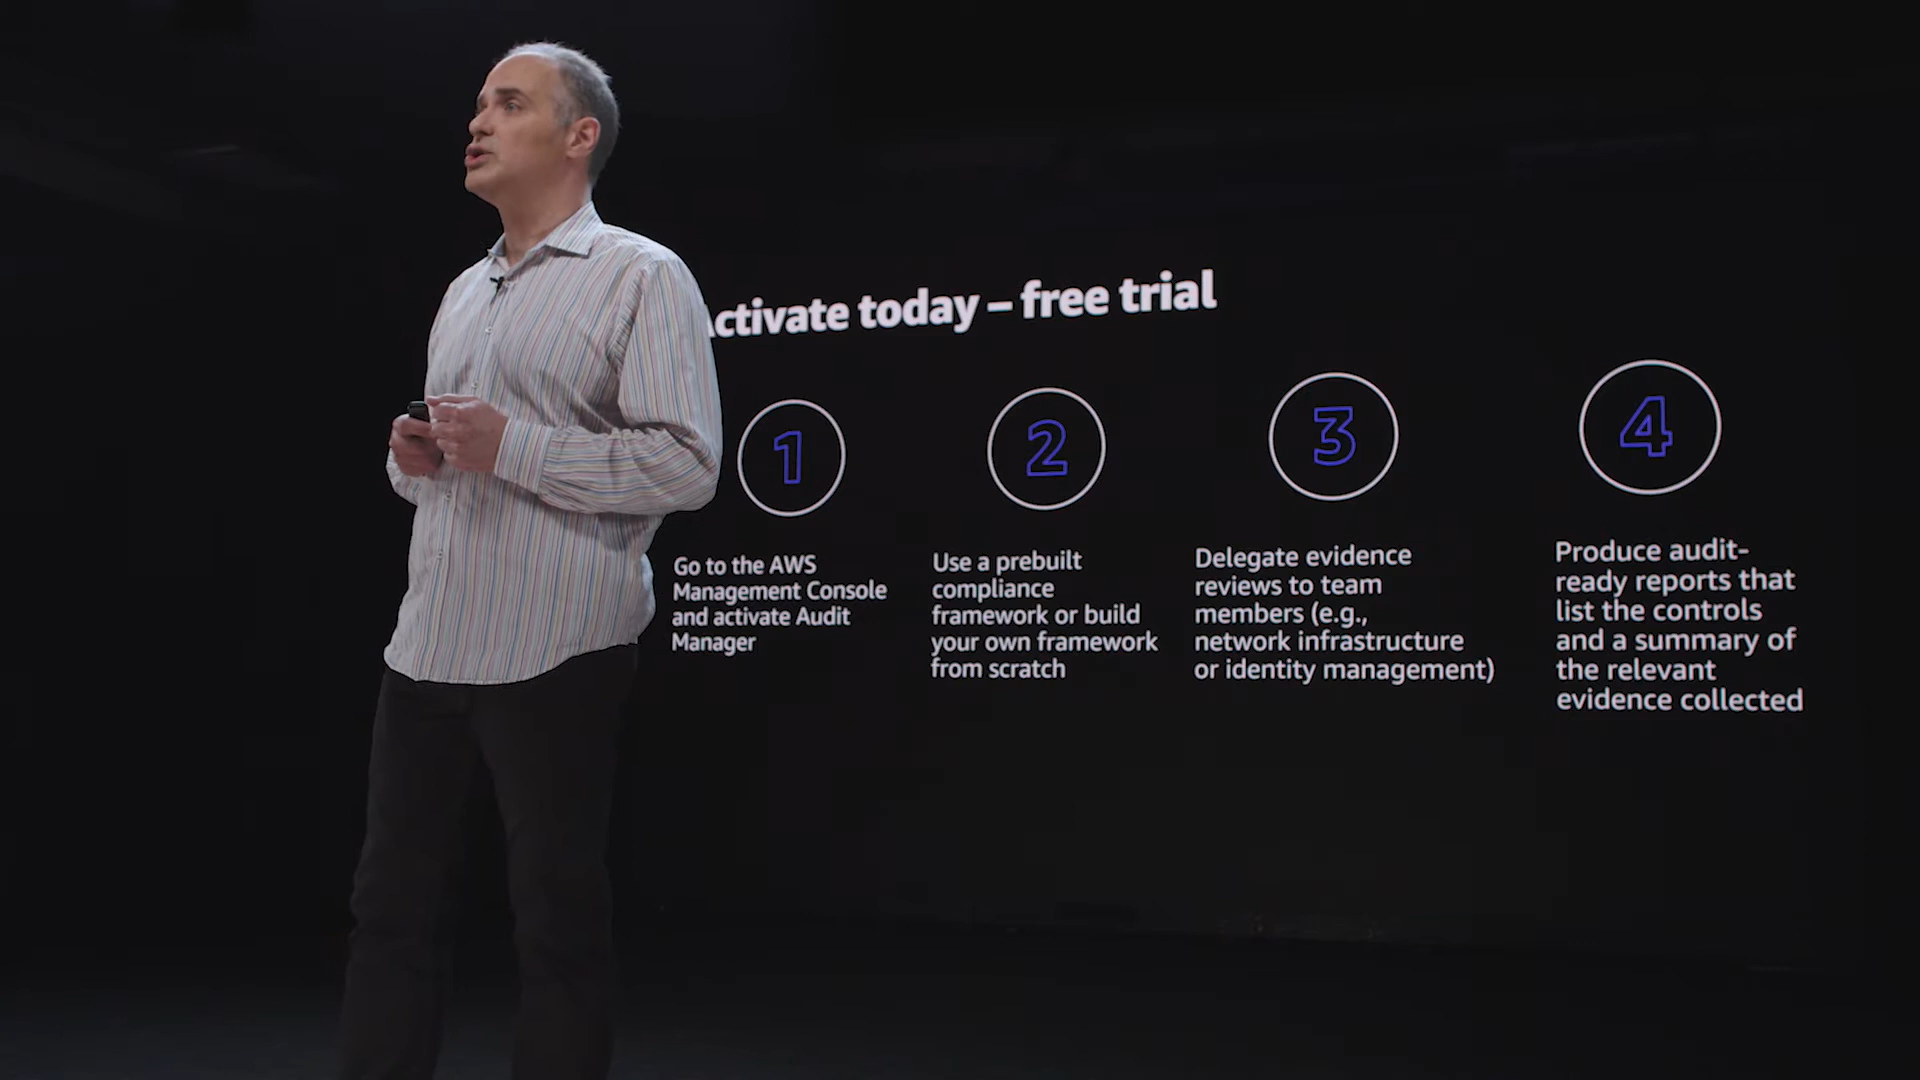 Activate today – free trial
1
Go to the AWS
Management Console
and activate Audit
Manager
2
Use a prebuilt
compliance
framework or build
your own framework
from scratch
3
Delegate evidence
reviews to team
members (e.g.,
network infrastructure
or identity management)
4
Produce audit-
ready reports that
list the controls
and a summary of
the relevant
evidence collected